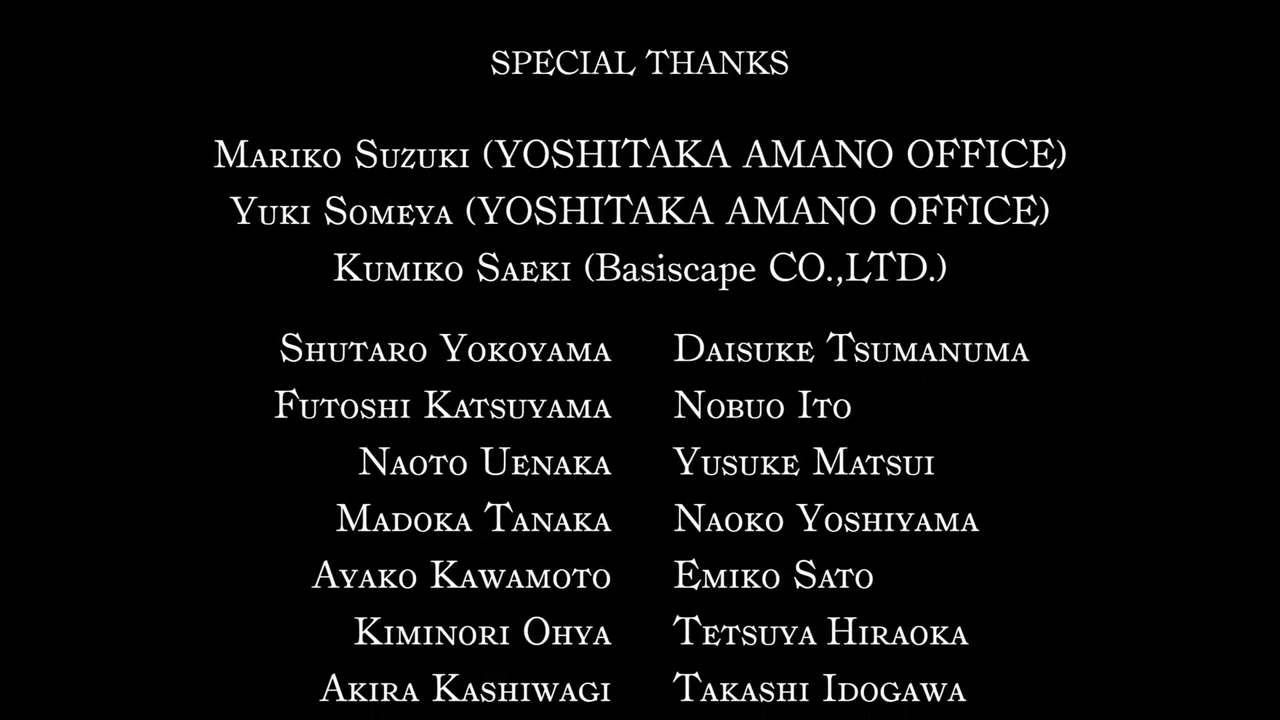 SPECIAL THANKS
Mariko Suzuki (YOSHITAKA AMANO OFFICE)
Yuki Someya (YOSHITAKA AMANO OFFICE)
Kumiko Saeki (Basiscape CO.,LTD.)
Shutaro Yokoyama Daisuke Tsumanuma
Futoshi Katsuyama Nobuo Ito
Naoto Uenaka Yusuke Matsui
Madoka Tanaka Naoko Yoshiyama
Ayako Kawamoto Emiko Sato
Kiminori Ohya Tetsuya Hiraoka
Akira Kashiwagi Takashi Idogawa